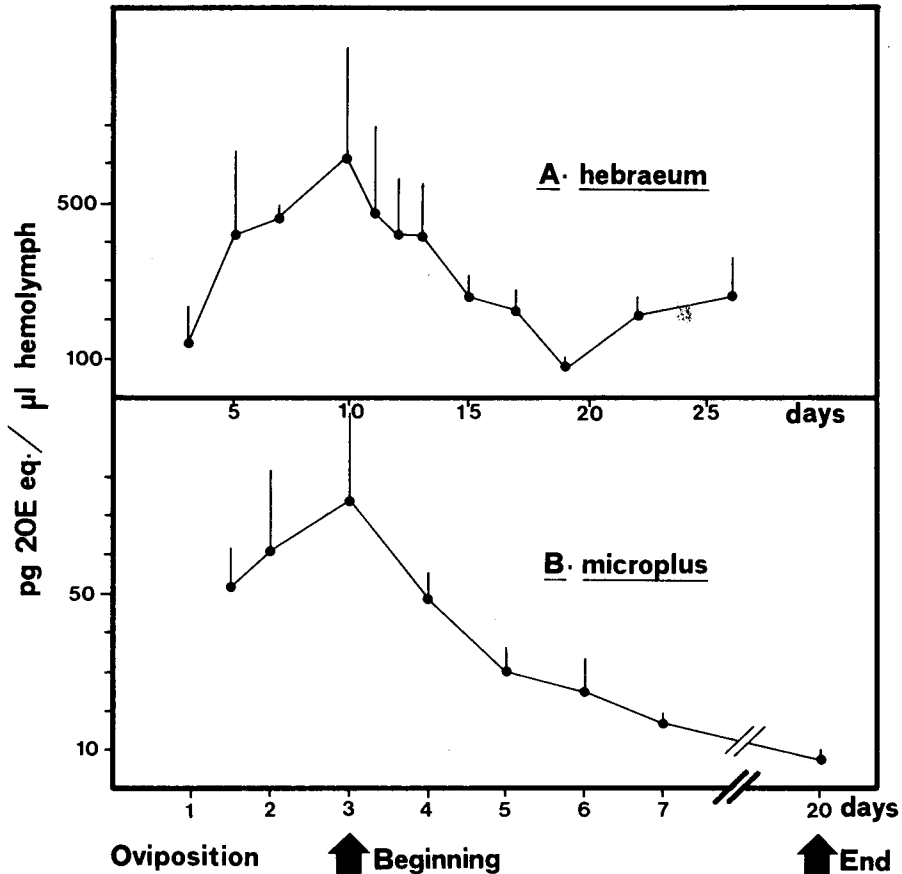 pg 20E eq./ µl hemolymph
A. hebraeum
500
100
5 10 15 20 25 days
B. microplus
50
10
1 2 3 4 5 6 7 20 days
Oviposition Beginning End